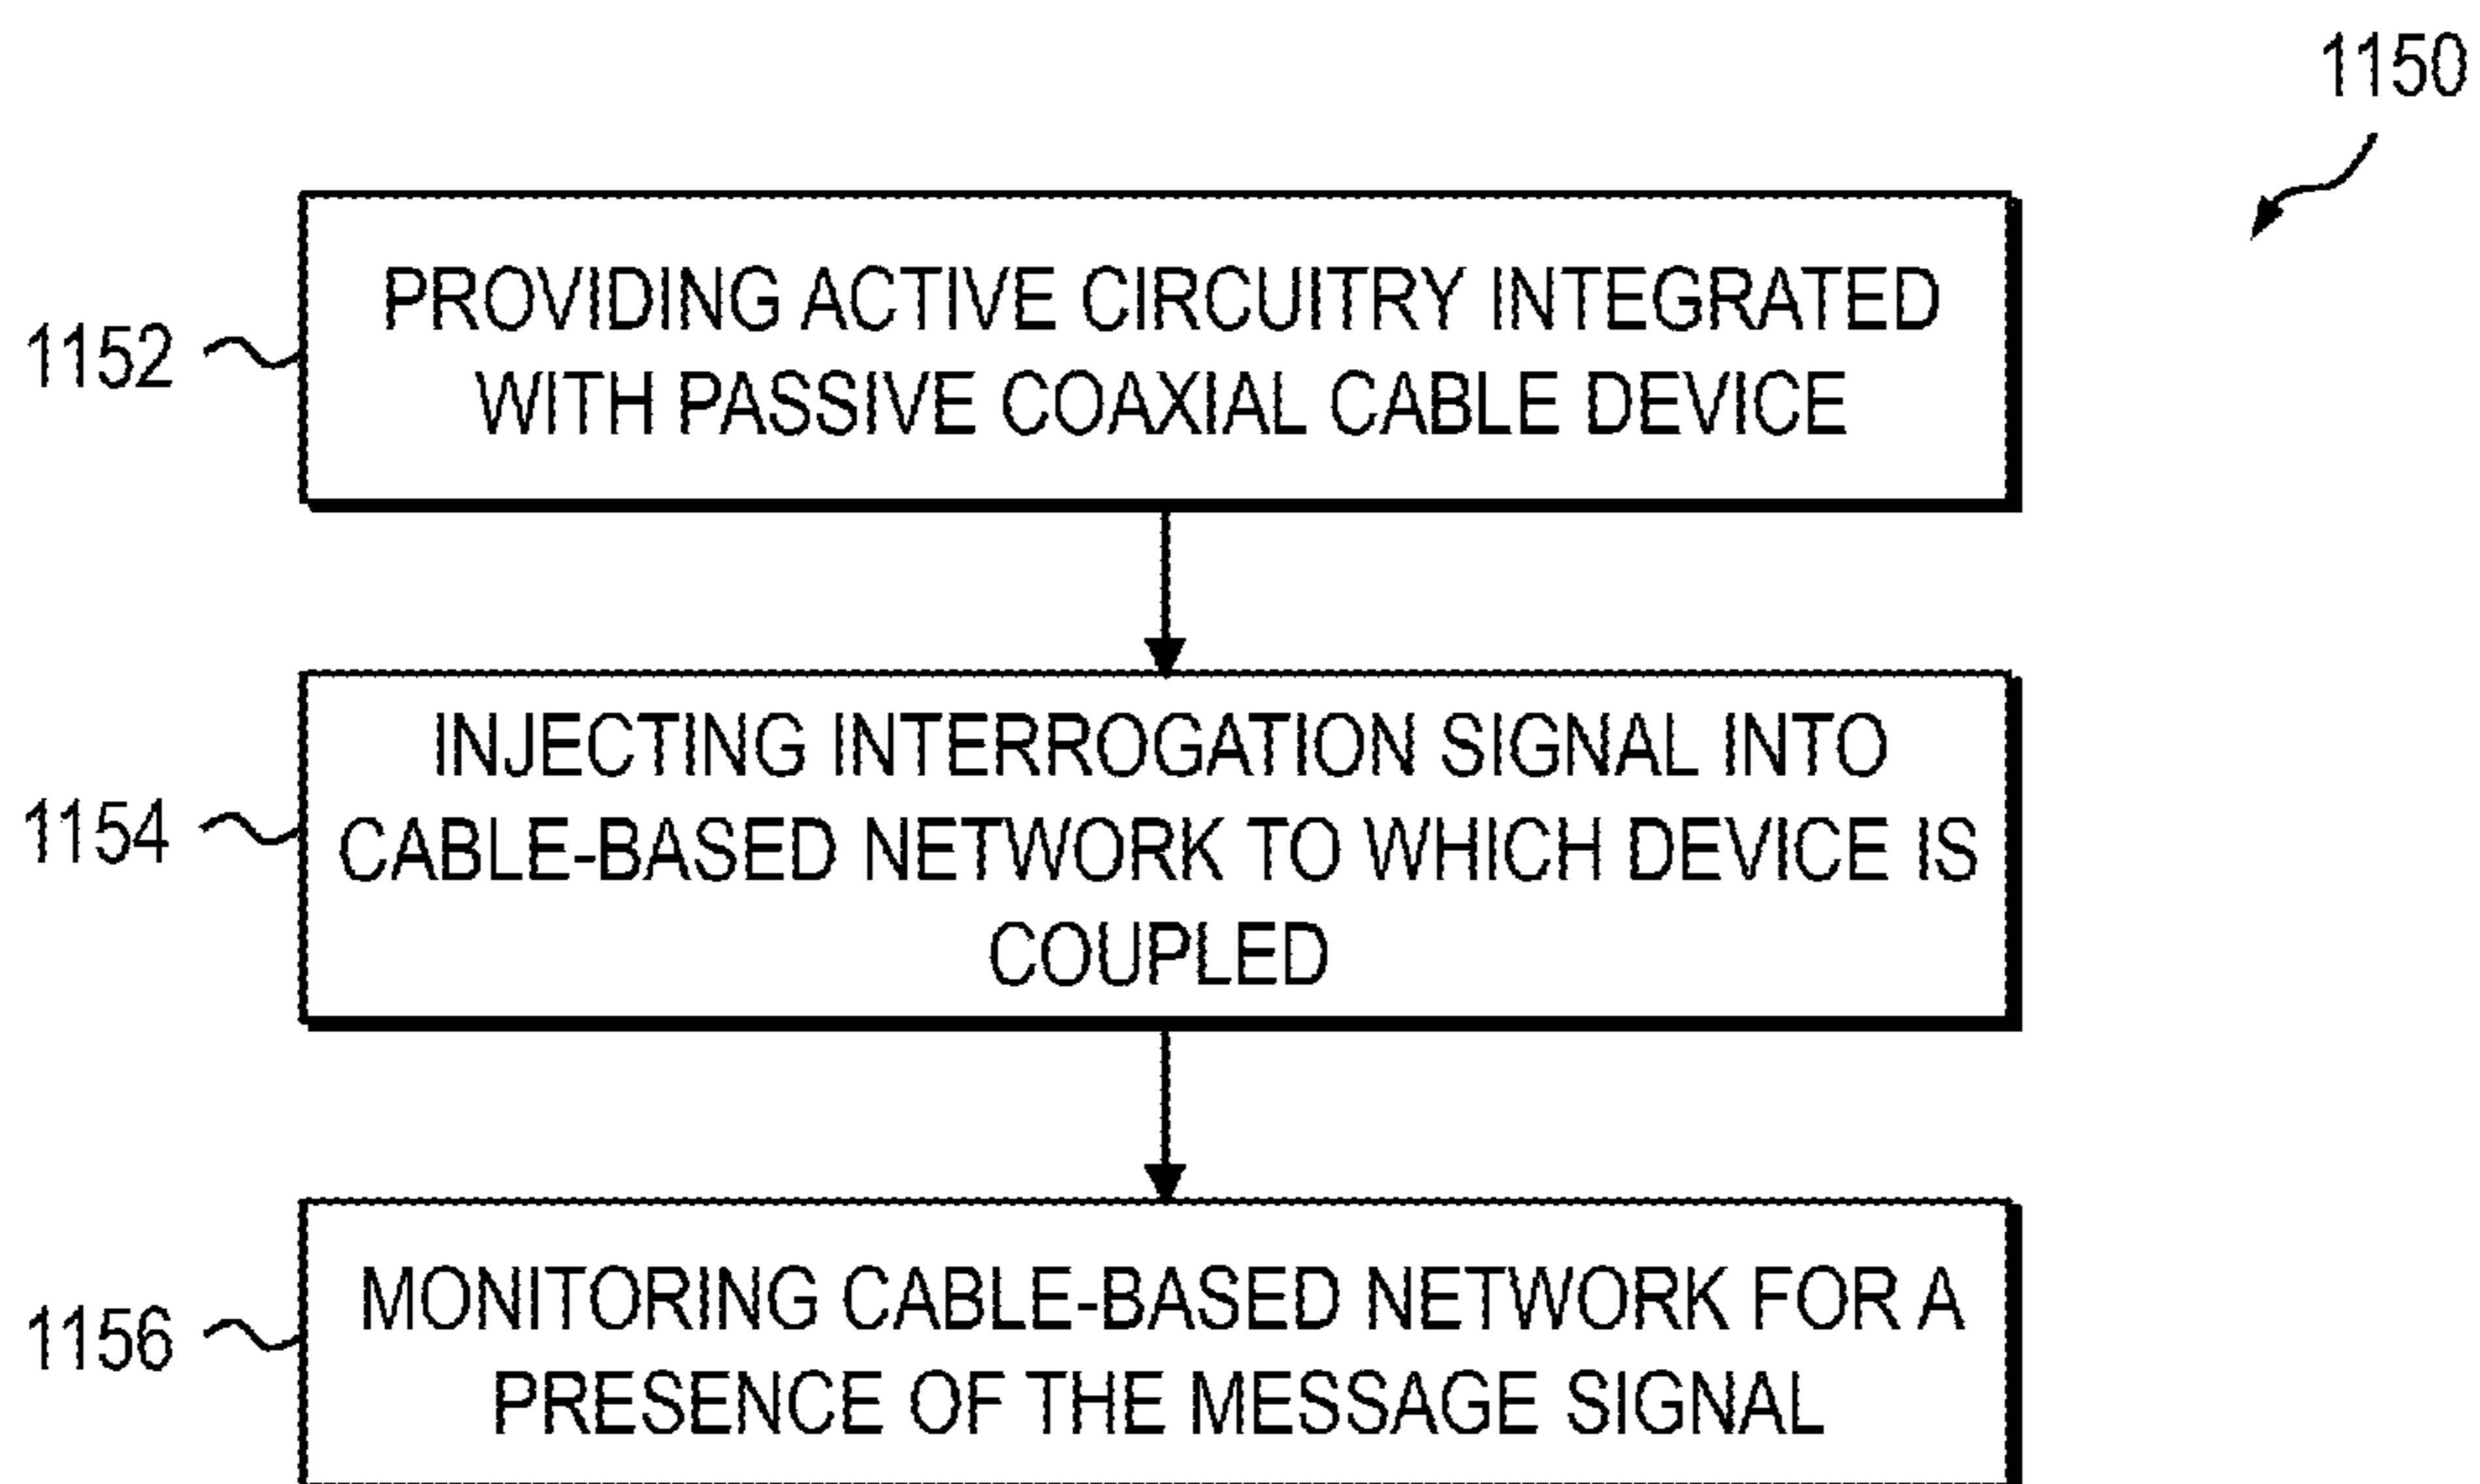 1150
1152
PROVIDING ACTIVE CIRCUITRY INTEGRATED
WITH PASSIVE COAXIAL CABLE DEVICE
1154
INJECTING INTERROGATION SIGNAL INTO
CABLE-BASED NETWORK TO WHICH DEVICE IS
COUPLED
1156
MONITORING CABLE-BASED NETWORK FOR A
PRESENCE OF THE MESSAGE SIGNAL